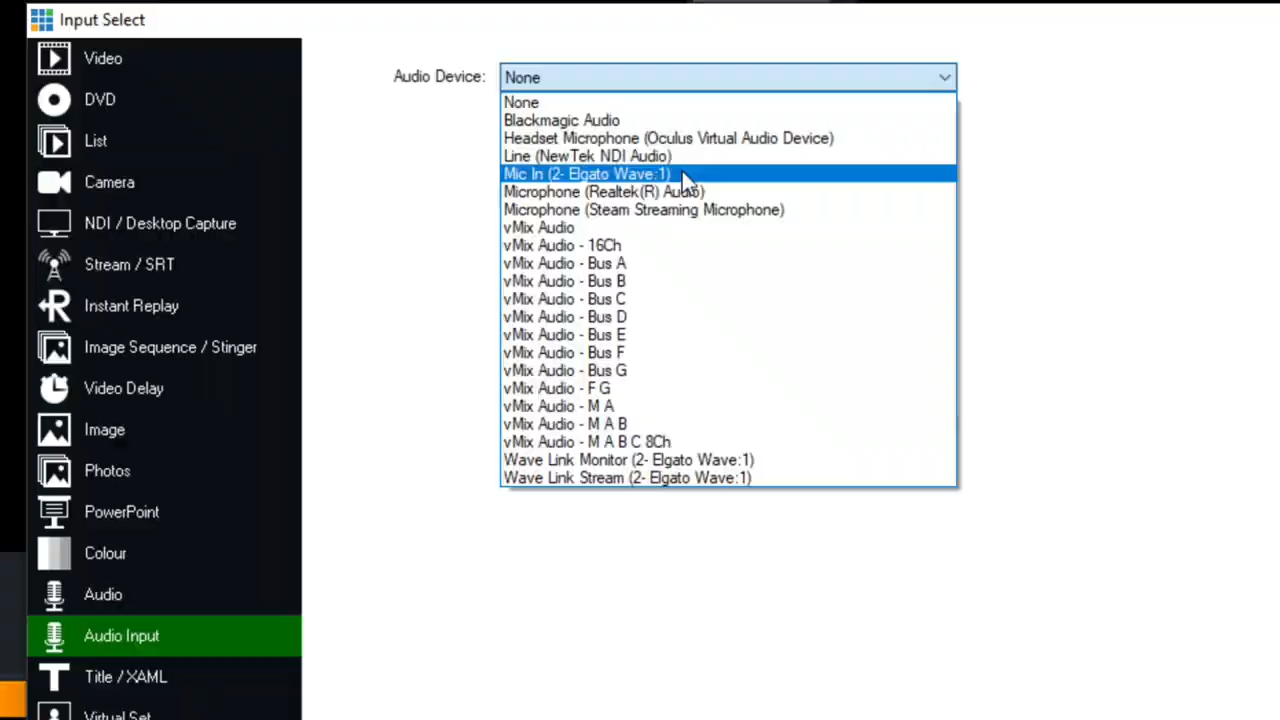 Input Select
Video
DVD
List
Camera
NDI / Desktop Capture
Stream / SRT
Instant Replay
Image Sequence / Stinger
Video Delay
Image
Photos
PowerPoint
Colour
Audio
Audio Input
Title / XAML
Virtual Set
Audio Device:
None
None
Blackmagic Audio
Headset Microphone (Oculus Virtual Audio Device)
Line (NewTek NDI Audio)
Mic In (2- Elgato Wave:1)
Microphone (Realtek(R) Audio)
Microphone (Steam Streaming Microphone)
vMix Audio
vMix Audio - 16Ch
vMix Audio - Bus A
vMix Audio - Bus B
vMix Audio - Bus C
vMix Audio - Bus D
vMix Audio - Bus E
vMix Audio - Bus F
vMix Audio - Bus G
vMix Audio - F G
vMix Audio - M A
vMix Audio - M A B
vMix Audio - M A B C 8Ch
Wave Link Monitor (2- Elgato Wave:1)
Wave Link Stream (2- Elgato Wave:1)